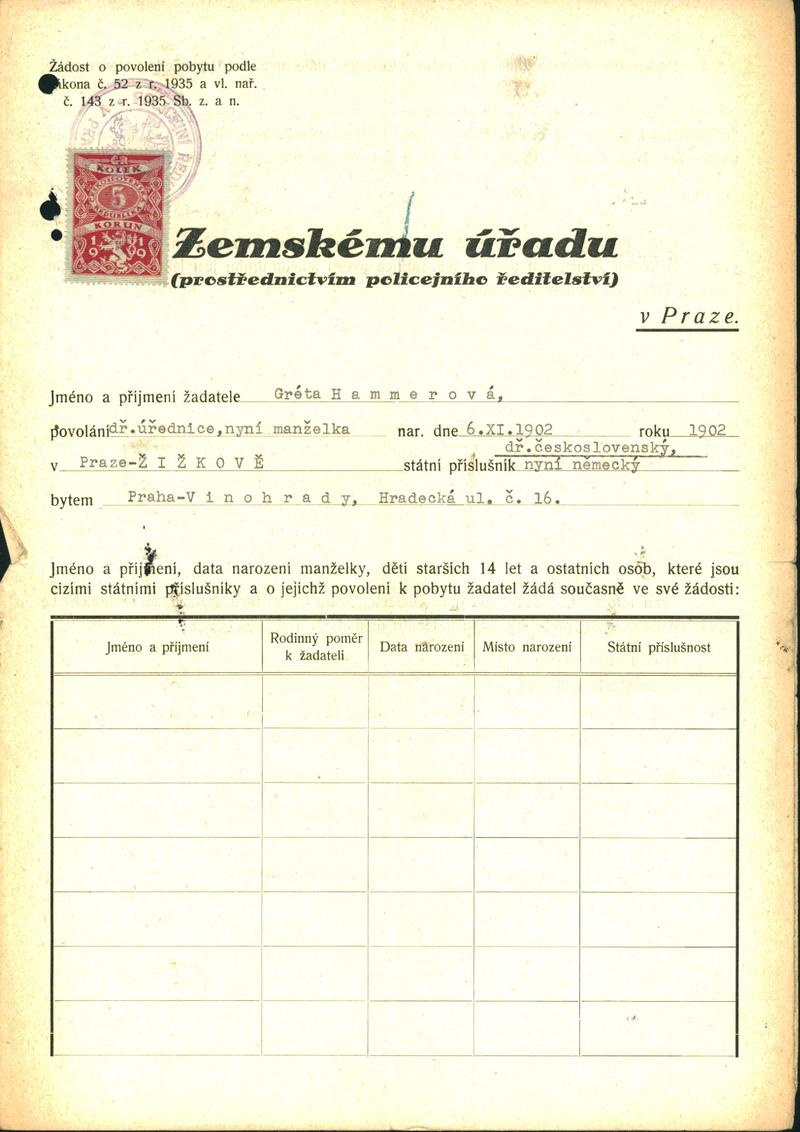 Žádost o povolení pobytu podle
zákona č. 52 z r. 1935 a vl. nař.
č. 143 z r. 1935 Sb. z. a n.
KOLEK
ČESKOSLOVENSKÁ
5
REPUBLIKA
KORUN
1919
Zemskému úřadu
(prostřednictvím policejního ředitelství)
v Praze.
Jméno a příjmení žadatele Gréta H a m m e r o v á,
povolání dř.úřednice,nyní manželka nar. dne 6.XI.1902 roku 1902
dř.československý,
v Praze-Ž I Ž K O V Ě státní příslušník nyní německý
bytem Praha-V i n o h r a d y, Hradecká ul. č. 16.
Jméno a příjmení, data narození manželky, dětí starších 14 let a ostatních osob, které jsou
cizími státními příslušníky a o jejichž povolení k pobytu žadatel žádá současně ve své žádosti:
Jméno a příjmení
Rodinný poměr
k žadateli
Data národení
Místo narození
Státní příslušnost